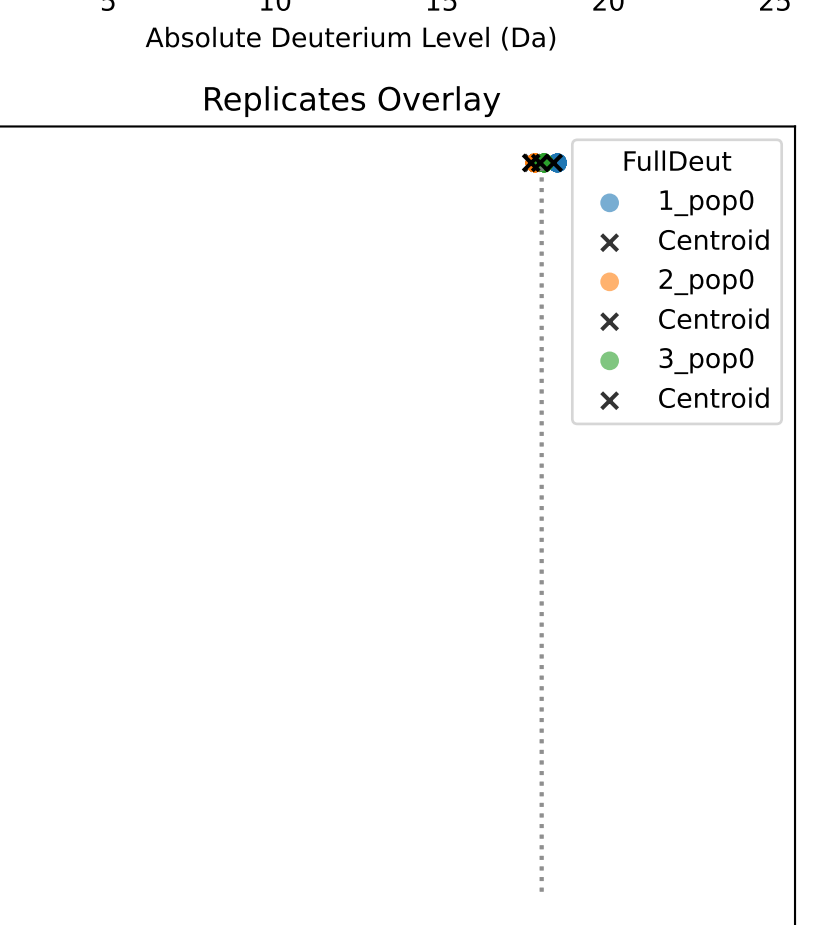 5 10 15 20 25
Absolute Deuterium Level (Da)
Replicates Overlay
FullDeut
1_pop0
Centroid
2_pop0
Centroid
3_pop0
Centroid